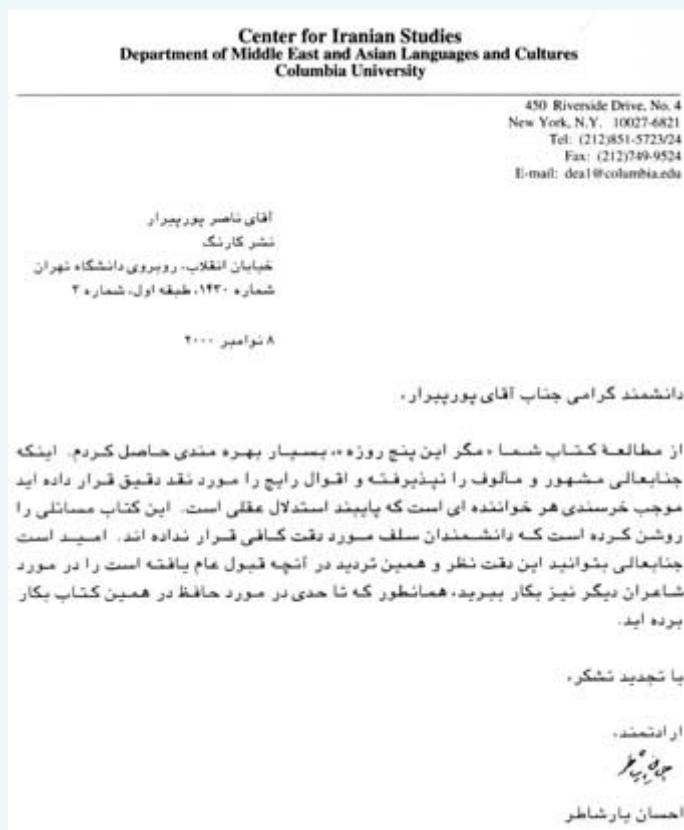 Center for Iranian Studies
Department of Middle East and Asian Languages and Cultures
Columbia University
450 Riverside Drive, No. 4
New York, N.Y. 10027-6821
Tel: (212)851-5723/24
Fax: (212)749-9524
E-mail: dea1@columbia.edu
آقای ناصر پورپیرار
نشر کارنگ
خیابان انقلاب، روبروی دانشگاه تهران
شماره ۱۴۳۰، طبقه اول، شماره ۳
۸ نوامبر ۲۰۰۰
دانشمند گرامی جناب آقای پورپیرار،
از مطالعهٔ کتاب شما «مگر این پنج روزه»، بسیار بهره مندی حاصل کردم. اینکه
جنابعالی مشهور و مألوف را نپذیرفته و اقوال رایج را مورد نقد دقیق قرار داده اید
موجب خرسندی هر خواننده ای است که پایبند استدلال عقلی است. این کتاب مسائلی را
روشن کرده است که دانشمندان سلف مورد دقت کافی قرار نداده اند. امید است
جنابعالی بتوانید این دقت نظر و همین تردید در آنچه قبول عام یافته است را در مورد
شاعران دیگر نیز بکار ببرید، همانطور که تا حدی در مورد حافظ در همین کتاب بکار
برده اید.
با تجدید تشکر،
ارادتمند،
احسان یارشاطر